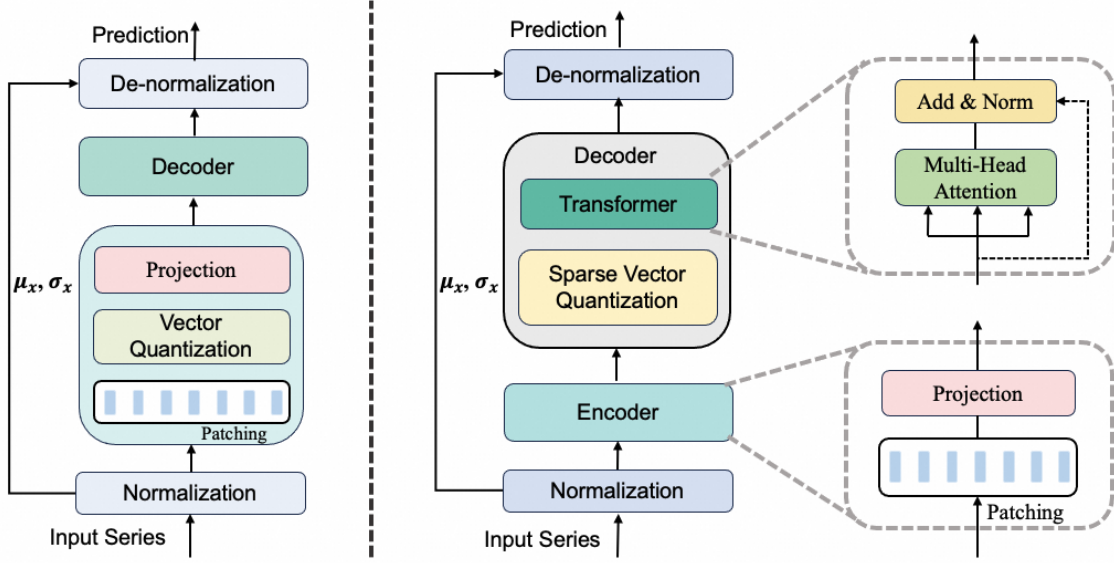 Prediction
De-normalization
Decoder
Projection
μx, σx
Vector
Quantization
Patching
Normalization
Input Series
Prediction
De-normalization
Decoder
Transformer
μx, σx
Sparse Vector
Quantization
Encoder
Normalization
Input Series
Add & Norm
Multi-Head
Attention
Projection
Patching